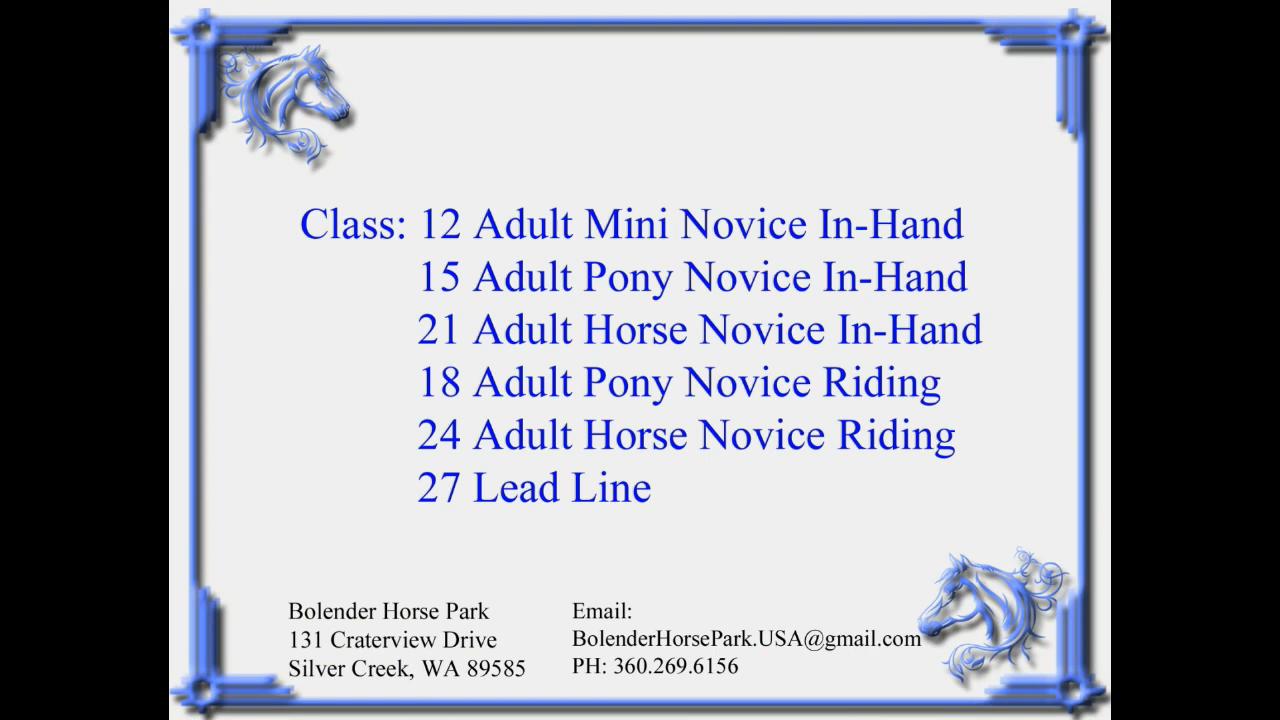 Class: 12 Adult Mini Novice In-Hand
15 Adult Pony Novice In-Hand
21 Adult Horse Novice In-Hand
18 Adult Pony Novice Riding
24 Adult Horse Novice Riding
27 Lead Line
Bolender Horse Park
131 Craterview Drive
Silver Creek, WA 89585
Email:
BolenderHorsePark.USA@gmail.com
PH: 360.269.6156